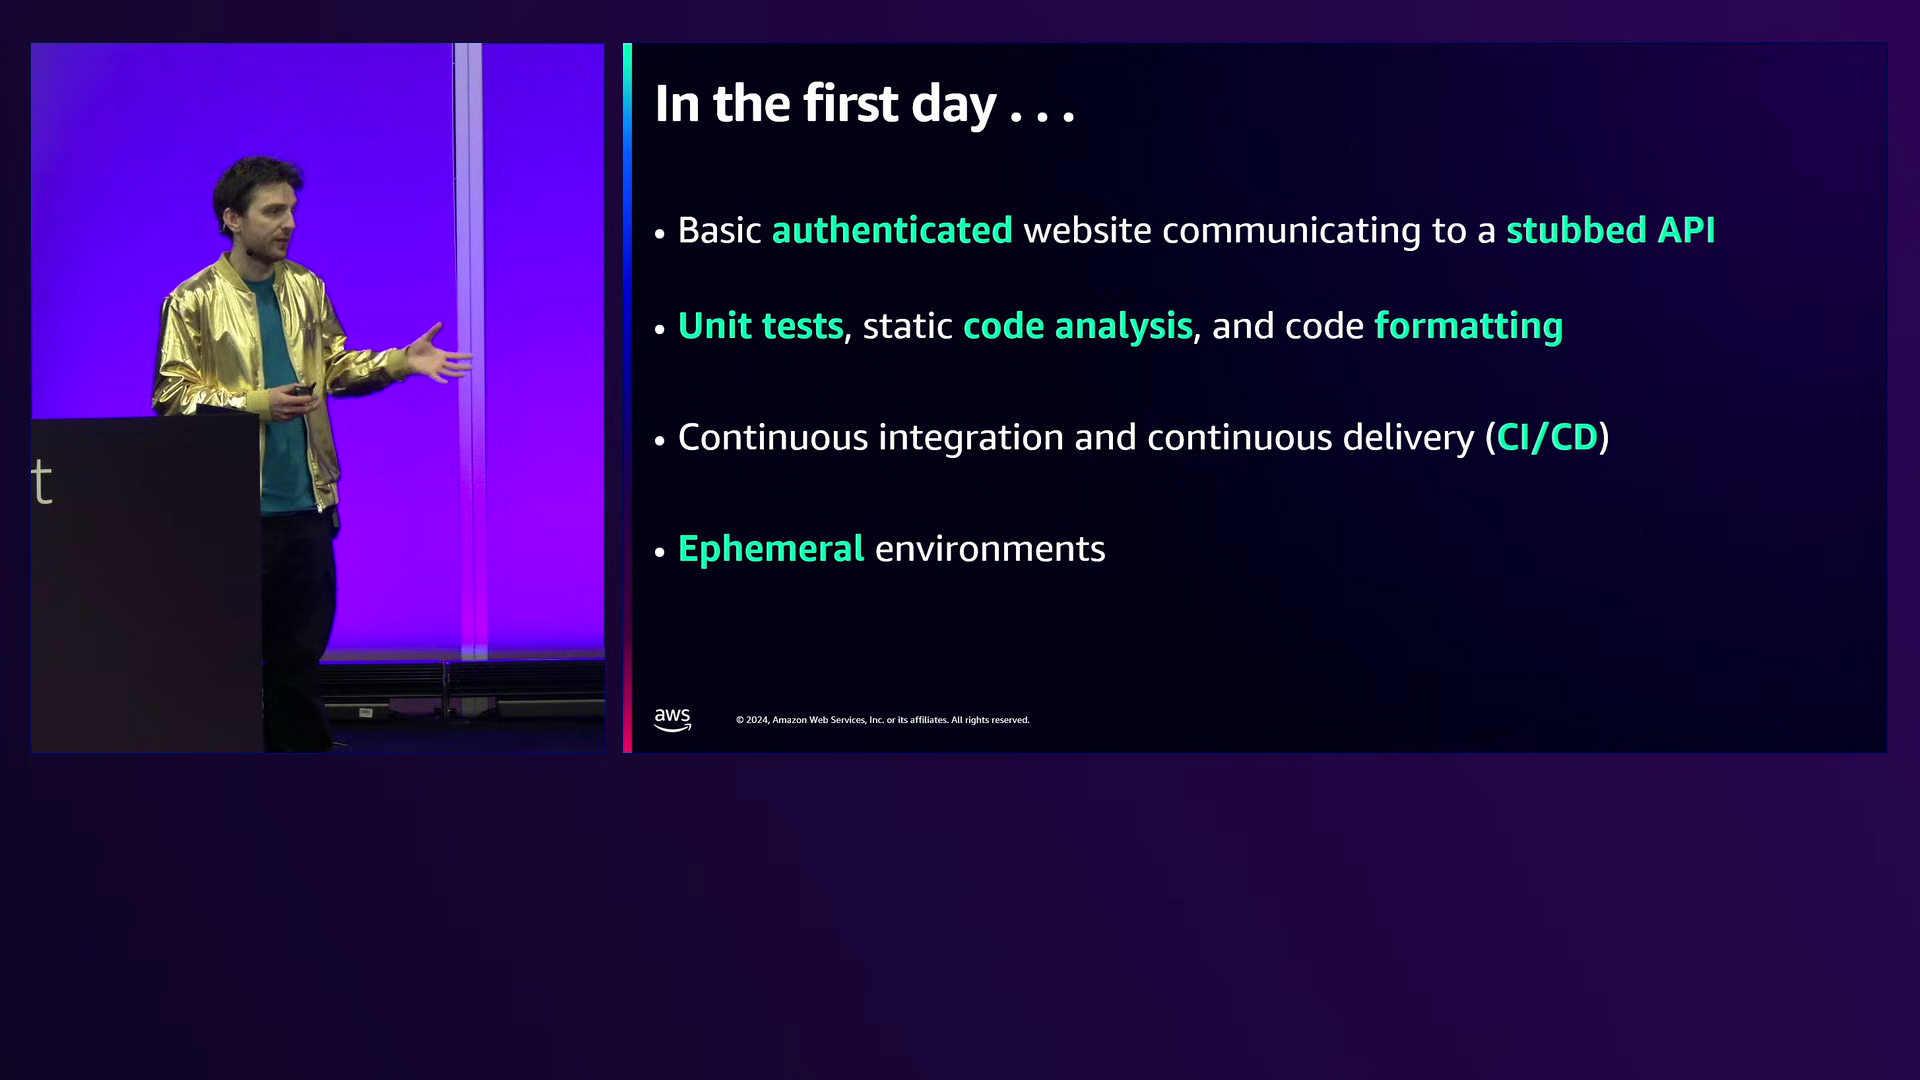 In the first day . . .
• Basic authenticated website communicating to a stubbed API
• Unit tests, static code analysis, and code formatting
• Continuous integration and continuous delivery (CI/CD)
• Ephemeral environments
t
aws
© 2024, Amazon Web Services, Inc. or its affiliates. All rights reserved.